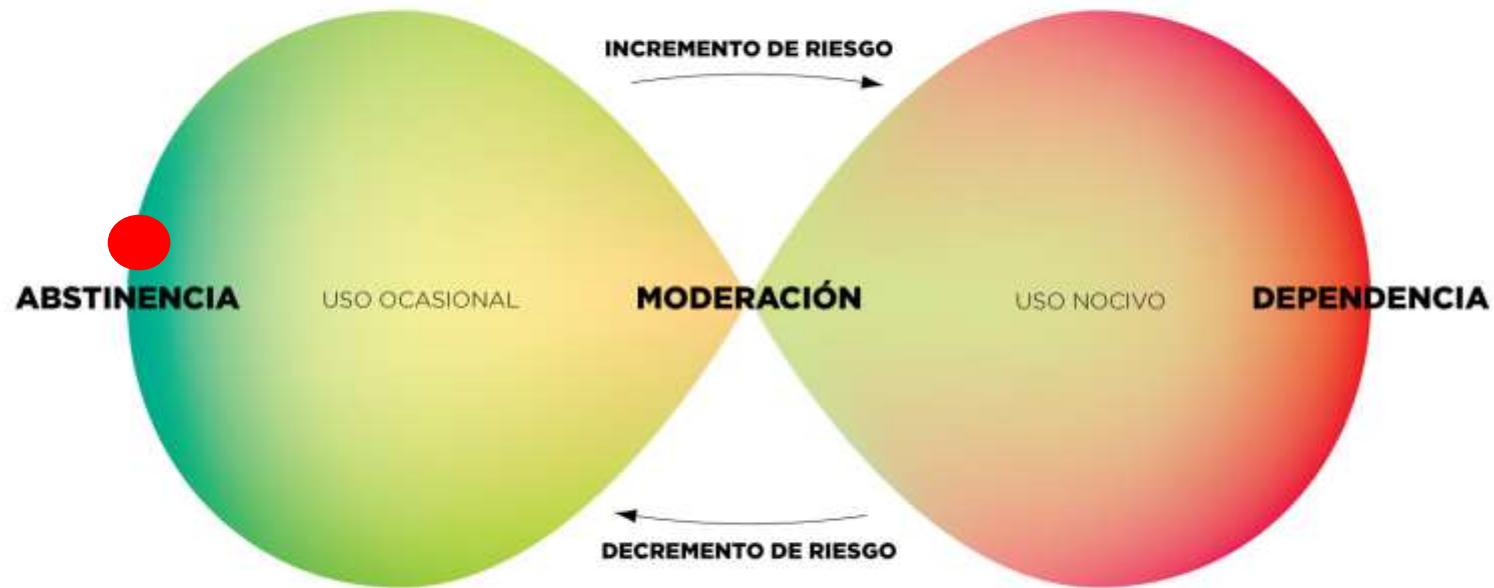 INCREMENTO DE RIESGO
ABSTINENCIA
USO OCASIONAL
MODERACIÓN
USO NOCIVO
DEPENDENCIA
DECREMENTO DE RIESGO